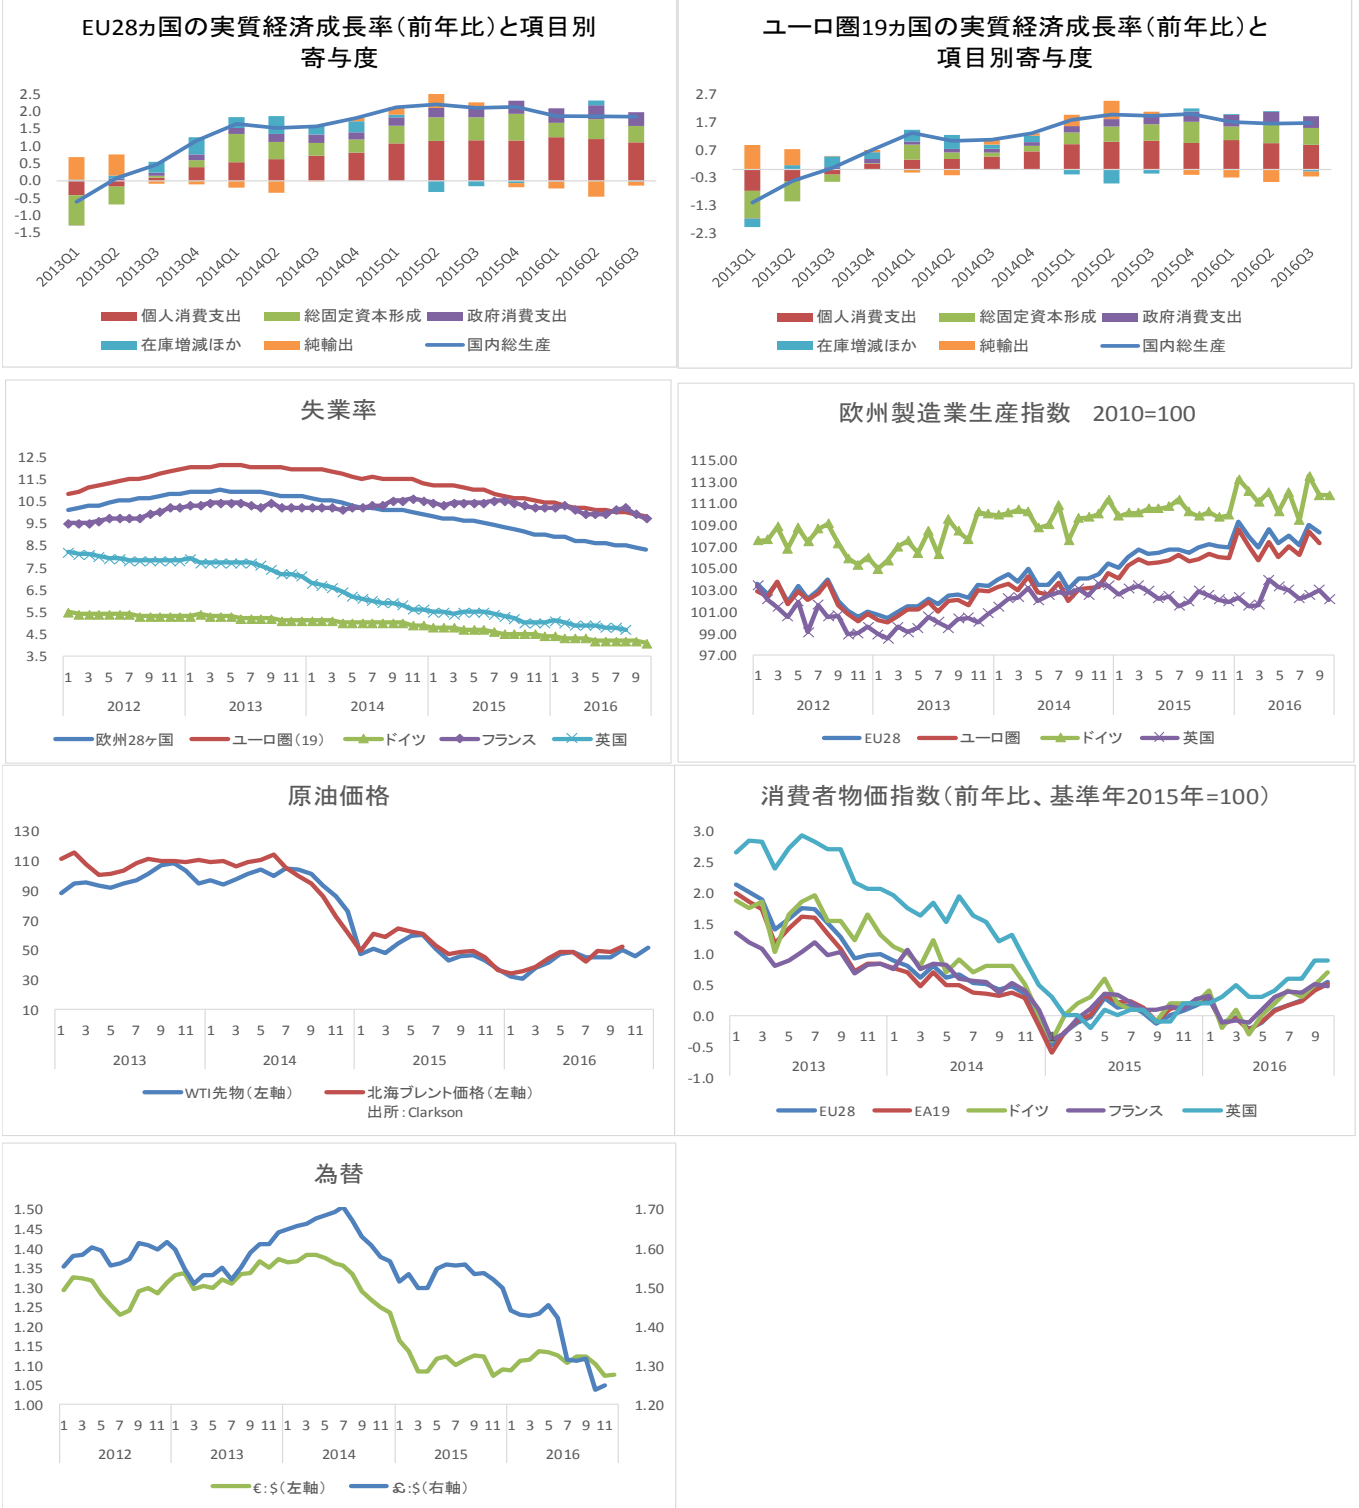 EU28ヵ国の実質経済成長率(前年比)と項目別
寄与度
2.5
2.0
1.5
1.0
0.5
0.0
-0.5
-1.0
-1.5
2013Q1 2013Q2 2013Q3 2013Q4 2014Q1 2014Q2 2014Q3 2014Q4 2015Q1 2015Q2 2015Q3 2015Q4 2016Q1 2016Q2 2016Q3
個人消費支出 総固定資本形成 政府消費支出
在庫増減ほか 純輸出 国内総生産
ユーロ圏19ヵ国の実質経済成長率(前年比)と
項目別寄与度
2.7
1.7
0.7
-0.3
-1.3
-2.3
2013Q1 2013Q2 2013Q3 2013Q4 2014Q1 2014Q2 2014Q3 2014Q4 2015Q1 2015Q2 2015Q3 2015Q4 2016Q1 2016Q2 2016Q3
個人消費支出 総固定資本形成 政府消費支出
在庫増減ほか 純輸出 国内総生産
失業率
12.5
11.5
10.5
9.5
8.5
7.5
6.5
5.5
4.5
3.5
1 3 5 7 9 11 1 3 5 7 9 11 1 3 5 7 9 11 1 3 5 7 9 11 1 3 5 7 9
2012 2013 2014 2015 2016
欧州28ヶ国 ユーロ圏(19) ドイツ フランス 英国
欧州製造業生産指数 2010=100
115.00
113.00
111.00
109.00
107.00
105.00
103.00
101.00
99.00
97.00
1 3 5 7 9 11 1 3 5 7 9 11 1 3 5 7 9 11 1 3 5 7 9 11 1 3 5 7 9
2012 2013 2014 2015 2016
EU28 ユーロ圏 ドイツ 英国
原油価格
130
110
90
70
50
30
10
1 3 5 7 9 11 1 3 5 7 9 11 1 3 5 7 9 11 1 3 5 7 9 11
2013 2014 2015 2016
WTI先物(左軸) 北海ブレント価格(左軸)
出所:Clarkson
消費者物価指数(前年比、基準年2015年=100)
3.0
2.5
2.0
1.5
1.0
0.5
0.0
-0.5
-1.0
1 3 5 7 9 11 1 3 5 7 9 11 1 3 5 7 9 11 1 3 5 7 9
2013 2014 2015 2016
EU28 EA19 ドイツ フランス 英国
為替
1.50
1.45
1.40
1.35
1.30
1.25
1.20
1.15
1.10
1.05
1.00
1.70
1.60
1.50
1.40
1.30
1.20
1 3 5 7 9 11 1 3 5 7 9 11 1 3 5 7 9 11 1 3 5 7 9 11 1 3 5 7 9 11
2012 2013 2014 2015 2016
€:$(左軸) £:$(右軸)